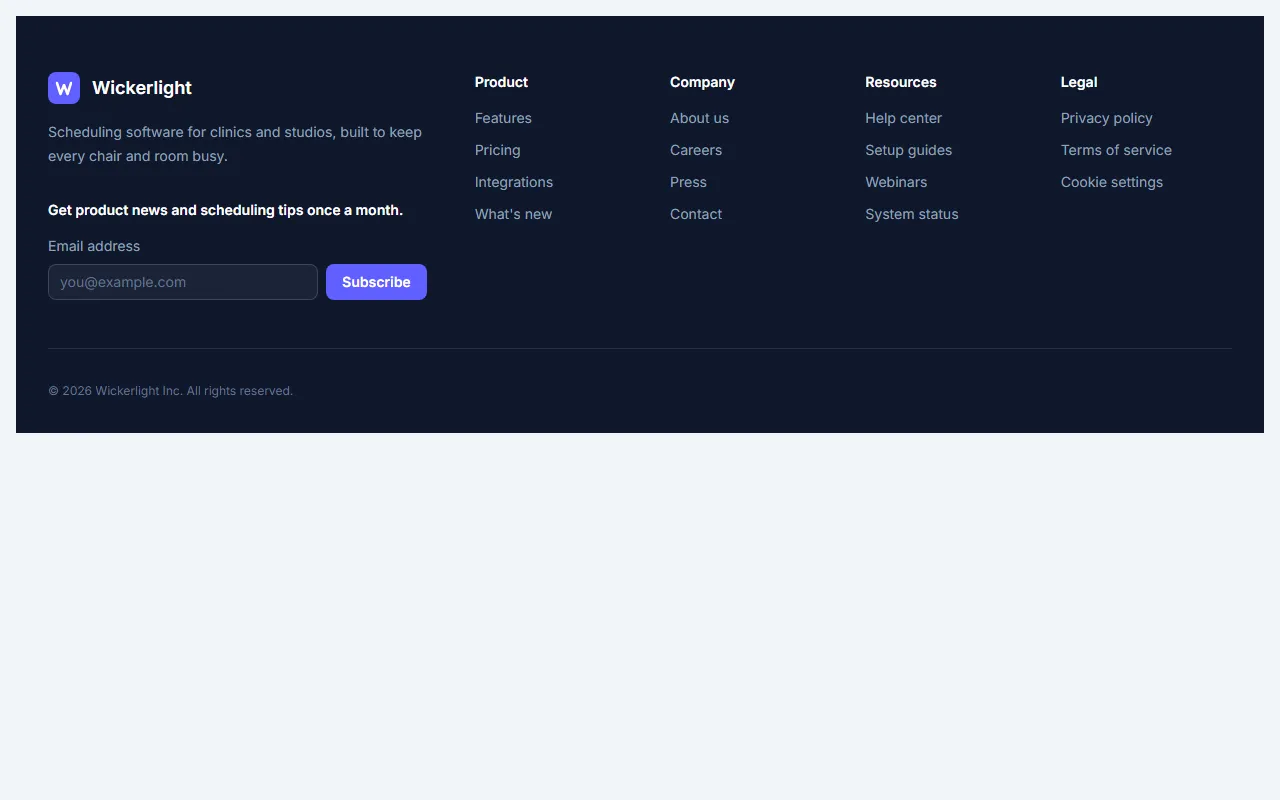 W Wickerlight
Scheduling software for clinics and studios, built to keep
every chair and room busy.
Get product news and scheduling tips once a month.
Email address
you@example.com
Subscribe
Product
Features
Pricing
Integrations
What's new
Company
About us
Careers
Press
Contact
Resources
Help center
Setup guides
Webinars
System status
Legal
Privacy policy
Terms of service
Cookie settings
© 2026 Wickerlight Inc. All rights reserved.